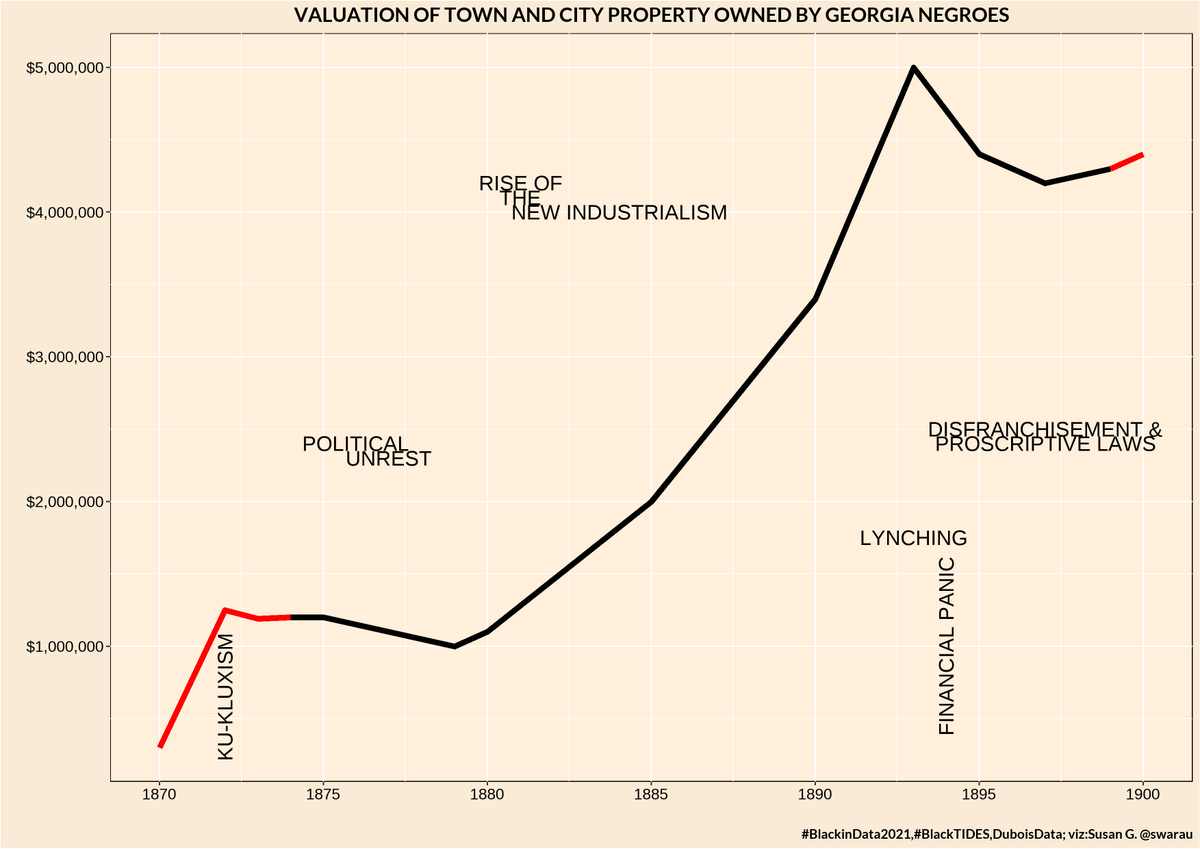 VALUATION OF TOWN AND CITY PROPERTY OWNED BY GEORGIA NEGROES
$5,000,000
$4,000,000
$3,000,000
$2,000,000
$1,000,000
RISE OF
THE
NEW INDUSTRIALISM
POLITICAL
UNREST
DISFRANCHISEMENT &
PROSCRIPTIVE LAWS
LYNCHING
FINANCIAL PANIC
KU-KLUXISM
1870 1875 1880 1885 1890 1895 1900
#BlackinData2021,#BlackTIDES,DuboisData; viz:Susan G. @swarau